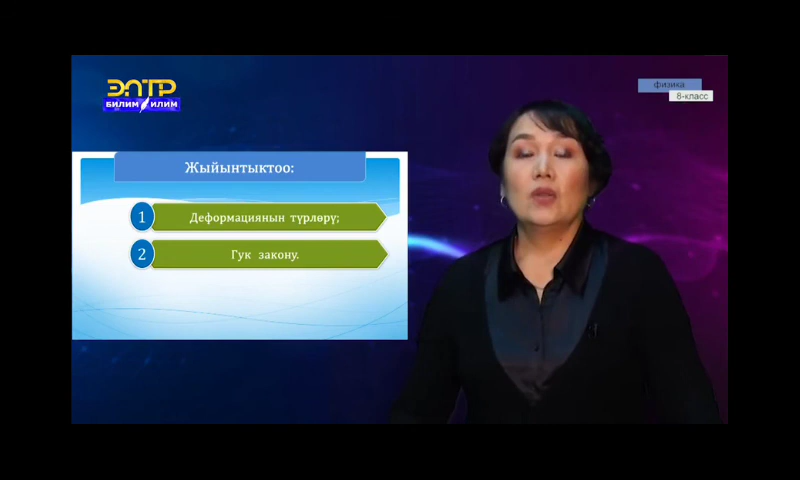 ЭЛТР
БИЛИМ ИЛИМ
физика
8-класс
Жыйынтыктоо:
1 Деформациянын түрлөрү;
2 Гук закону.